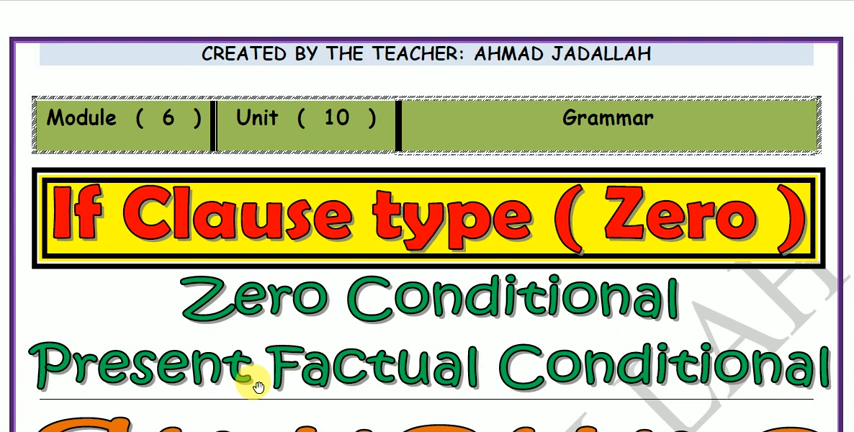 CREATED BY THE TEACHER: AHMAD JADALLAH
Module ( 6 ) Unit ( 10 ) Grammar
If Clause type ( Zero )
Zero Conditional
Present Factual Conditional